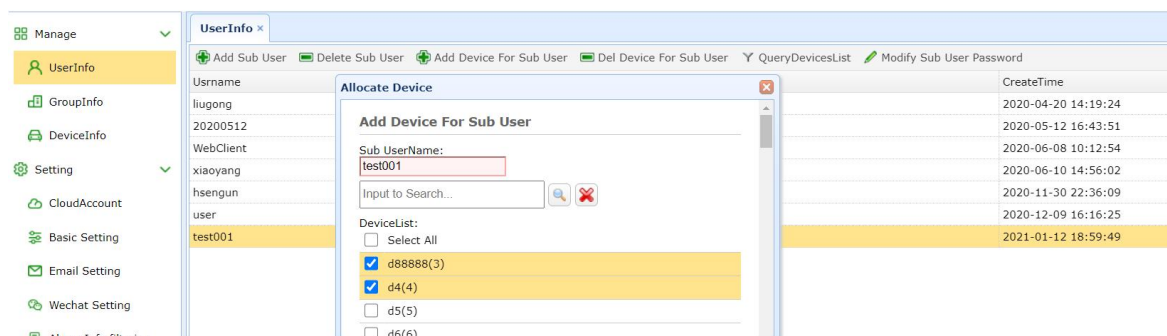 Manage
UserInfo
GroupInfo
DeviceInfo
Setting
CloudAccount
Basic Setting
Email Setting
Wechat Setting
UserInfo ×
Add Sub User Delete Sub User Add Device For Sub User Del Device For Sub User QueryDevicesList Modify Sub User Password
Usrname CreateTime
liugong 2020-04-20 14:19:24
20200512 2020-05-12 16:43:51
WebClient 2020-06-08 10:12:54
xiaoyang 2020-06-10 14:56:02
hsengun 2020-11-30 22:36:09
user 2020-12-09 16:16:25
test001 2021-01-12 18:59:49
Allocate Device
Add Device For Sub User
Sub UserName:
test001
Input to Search...
DeviceList:
Select All
d88888(3)
d4(4)
d5(5)
d6(6)